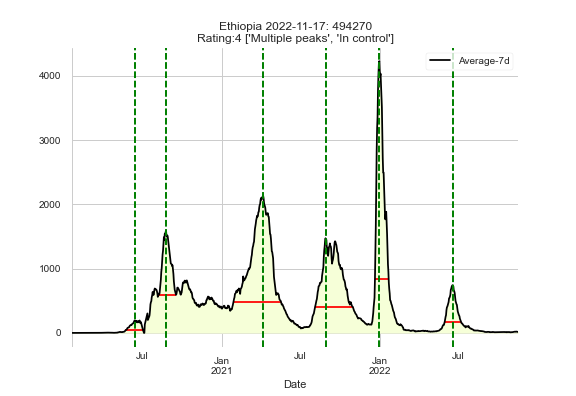 Ethiopia 2022-11-17: 494270
Rating:4 ['Multiple peaks', 'In control']
Average-7d
4000
3000
2000
1000
0
Jul
Jan
2021
Jul
Jan
2022
Jul
Date